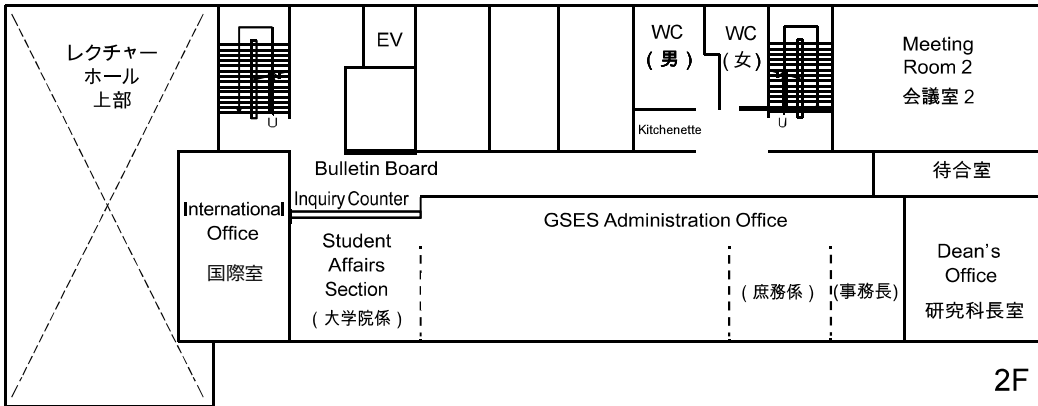 レクチャー
ホール
上部
U
EV
WC
(男)
WC
(女)
U
Kitchenette
Meeting
Room 2
会議室 2
Bulletin Board
待合室
Inquiry Counter
International
Office
国際室
Student
Affairs
Section
(大学院係)
GSES Administration Office
(庶務係)
(事務長)
Dean's
Office
研究科長室
2F